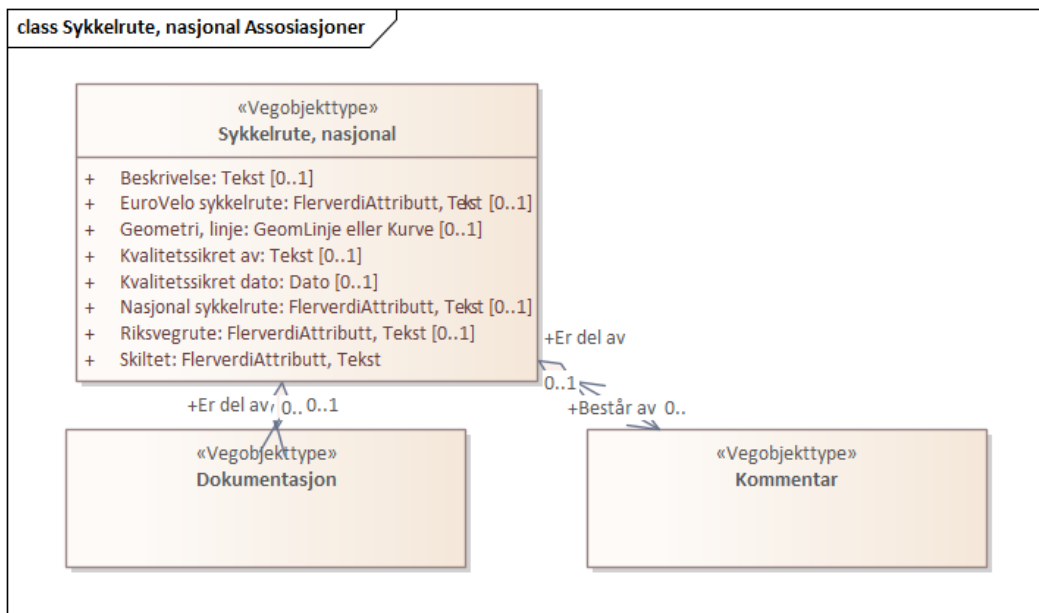 class Sykkelrute, nasjonal Assosiasjoner
«Vegobjekttype»
Sykkelrute, nasjonal
+ Beskrivelse: Tekst [0..1]
+ EuroVelo sykkelrute: FlerverdiAttributt, Tekst [0..1]
+ Geometri, linje: GeomLinje eller Kurve [0..1]
+ Kvalitetssikret av: Tekst [0..1]
+ Kvalitetssikret dato: Dato [0..1]
+ Nasjonal sykkelrute: FlerverdiAttributt, Tekst [0..1]
+ Riksvegrute: FlerverdiAttributt, Tekst [0..1]
+ Skiltet: FlerverdiAttributt, Tekst
+Er del av
0..1
+Er del av 0.. 0..1
+Består av 0..
«Vegobjekttype»
Dokumentasjon
«Vegobjekttype»
Kommentar